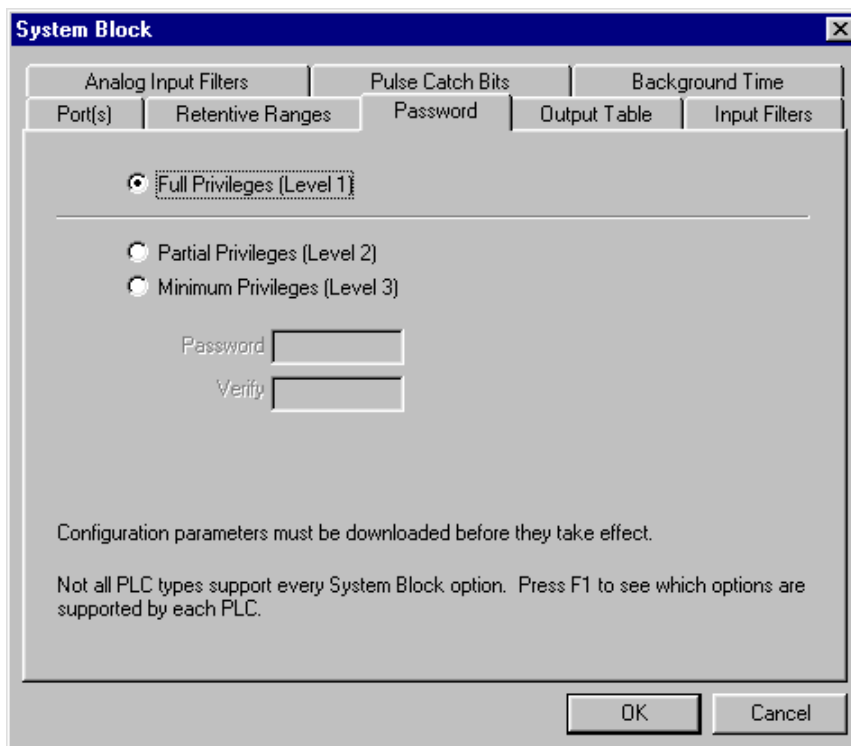 System Block
Analog Input Filters
Pulse Catch Bits
Background Time
Port(s)
Retentive Ranges
Password
Output Table
Input Filters
Full Privileges (Level 1)
Partial Privileges (Level 2)
Minimum Privileges (Level 3)
Password
Verify
Configuration parameters must be downloaded before they take effect.
Not all PLC types support every System Block option.  Press F1 to see which options are
supported by each PLC.
OK
Cancel